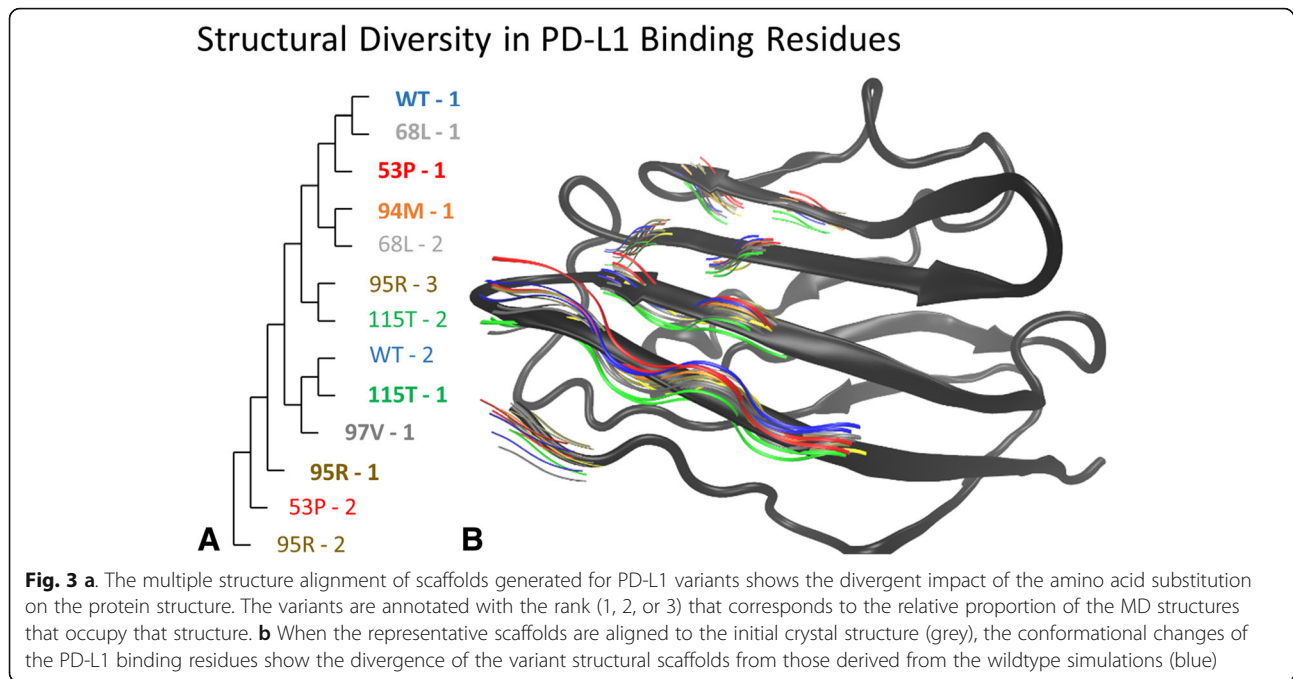 Structural Diversity in PD-L1 Binding Residues
WT - 1
68L - 1
53P - 1
94M - 1
68L - 2
95R - 3
115T - 2
WT - 2
115T - 1
97V - 1
95R - 1
53P - 2
95R - 2
A
B
Fig. 3 a. The multiple structure alignment of scaffolds generated for PD-L1 variants shows the divergent impact of the amino acid substitution
on the protein structure. The variants are annotated with the rank (1, 2, or 3) that corresponds to the relative proportion of the MD structures
that occupy that structure. b When the representative scaffolds are aligned to the initial crystal structure (grey), the conformational changes of
the PD-L1 binding residues show the divergence of the variant structural scaffolds from those derived from the wildtype simulations (blue)